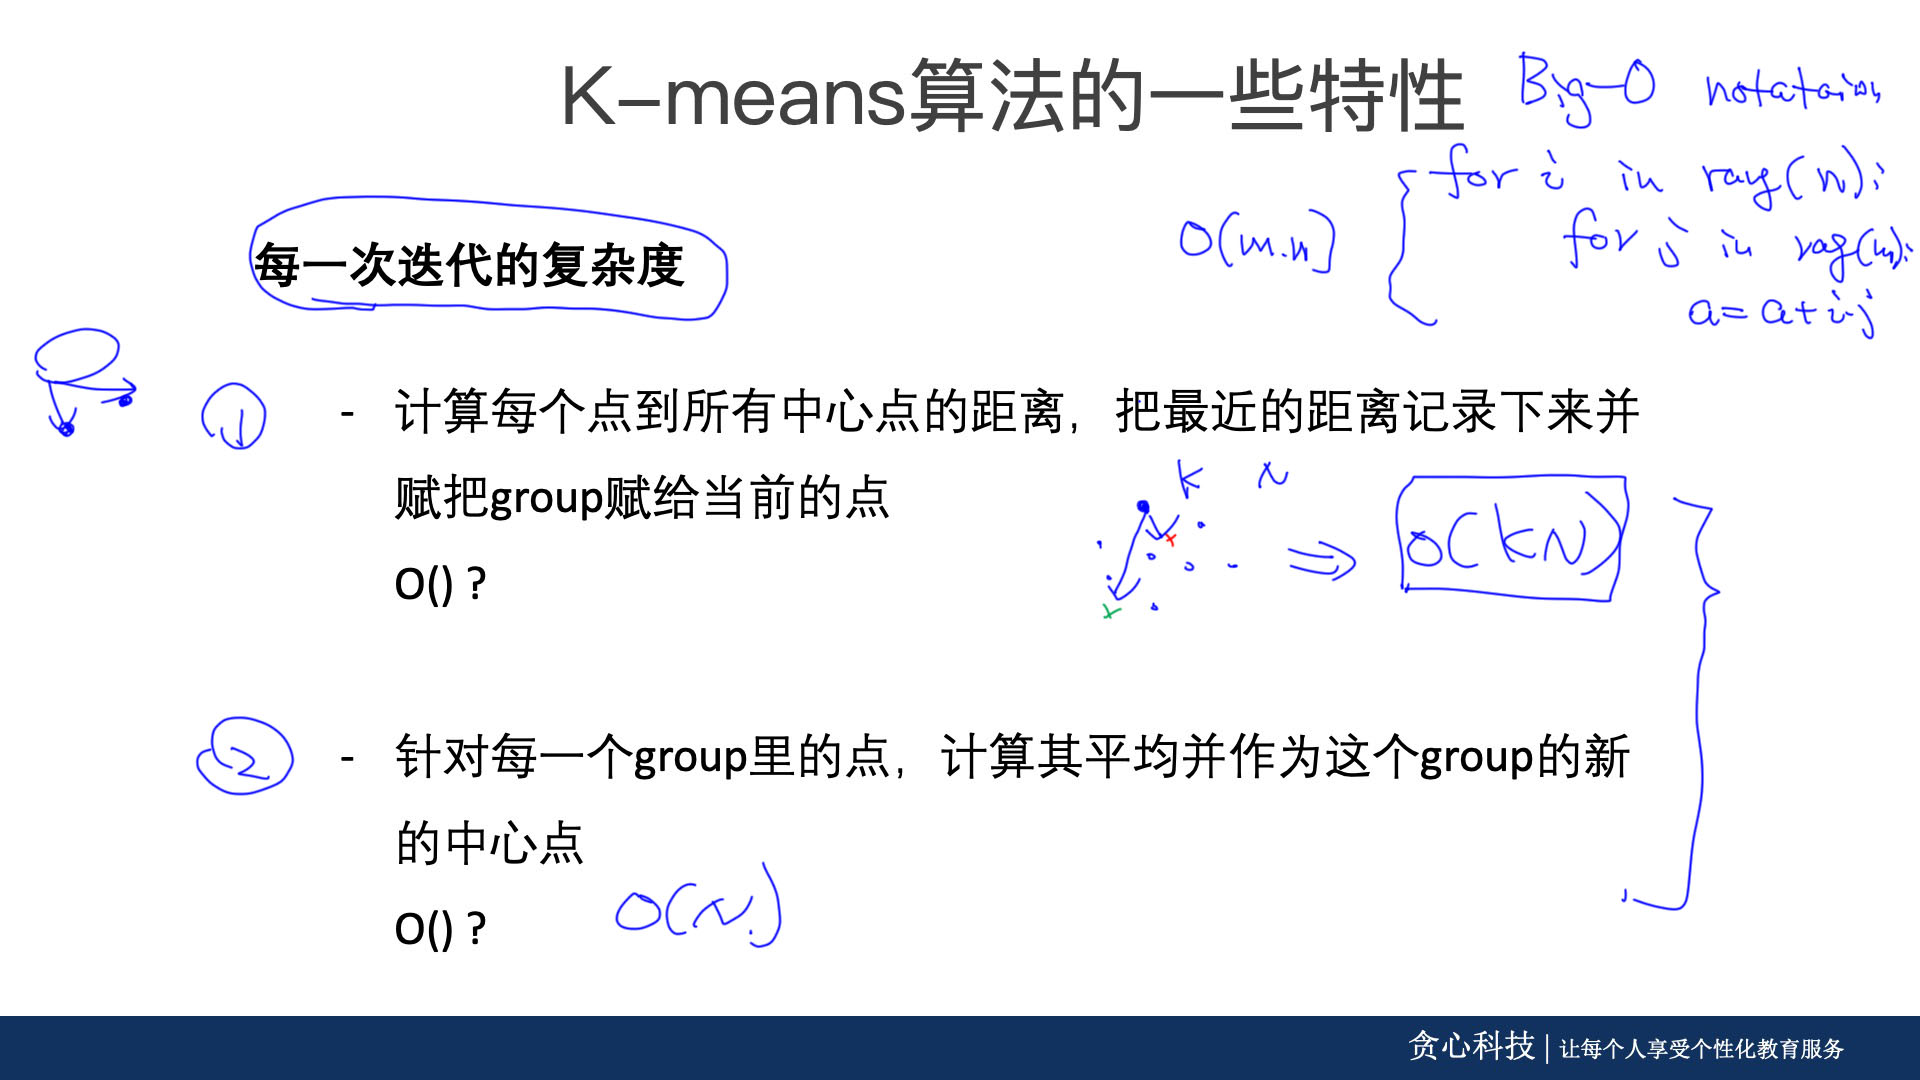 K-means算法的一些特性
Big-O notataion
for i in rang(n):
for j in rag(m):
a=a+i·j
O(m.n)
每一次迭代的复杂度
1
- 计算每个点到所有中心点的距离，把最近的距离记录下来并
赋把group赋给当前的点
K N
O(KN)
O() ?
2
- 针对每一个group里的点，计算其平均并作为这个group的新
的中心点
O() ?
O(N)
贪心科技 | 让每个人享受个性化教育服务